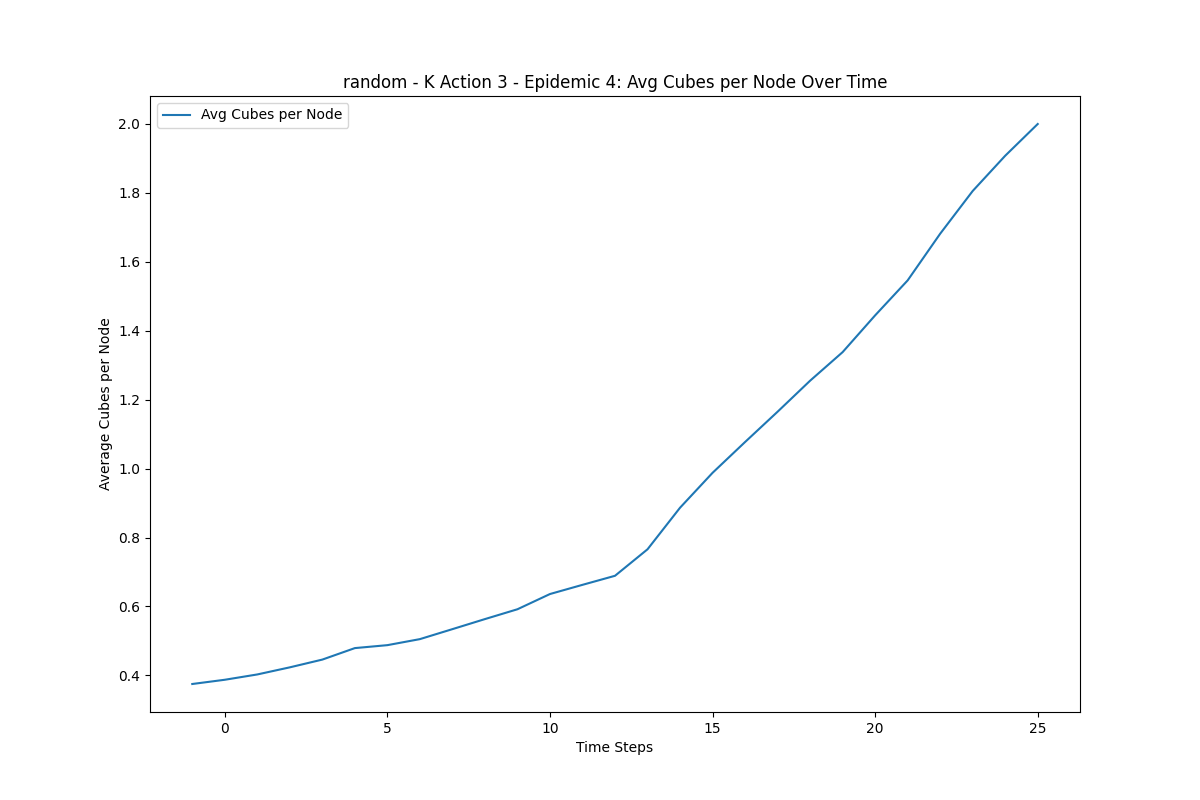 random - K Action 3 - Epidemic 4: Avg Cubes per Node Over Time
Avg Cubes per Node
2.0
1.8
1.6
1.4
1.2
1.0
0.8
0.6
0.4
Average Cubes per Node
0 5 10 15 20 25
Time Steps